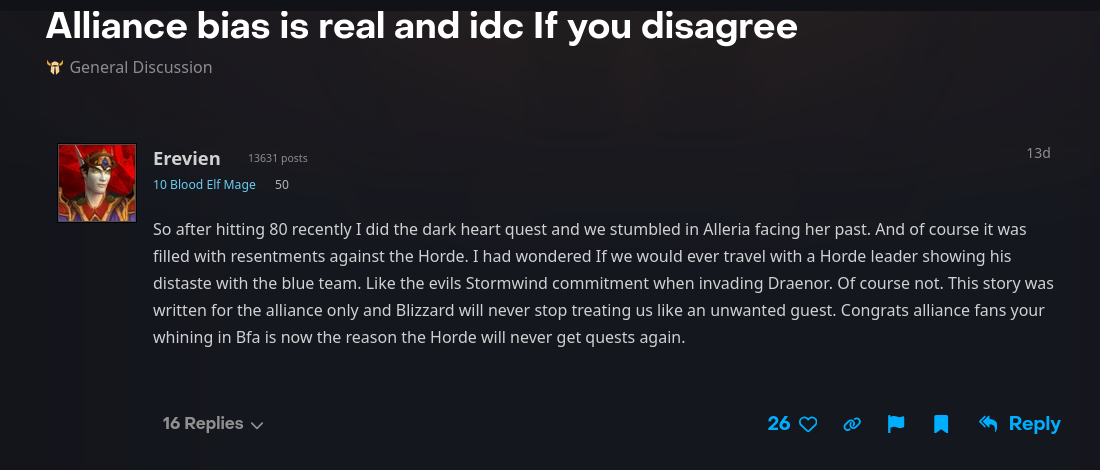 Alliance bias is real and idc If you disagree
General Discussion
Erevien 13631 posts
13d
10 Blood Elf Mage 50
So after hitting 80 recently I did the dark heart quest and we stumbled in Alleria facing her past. And of course it was
filled with resentments against the Horde. I had wondered If we would ever travel with a Horde leader showing his
distaste with the blue team. Like the evils Stormwind commitment when invading Draenor. Of course not. This story was
written for the alliance only and Blizzard will never stop treating us like an unwanted guest. Congrats alliance fans your
whining in Bfa is now the reason the Horde will never get quests again.
16 Replies
26
Reply